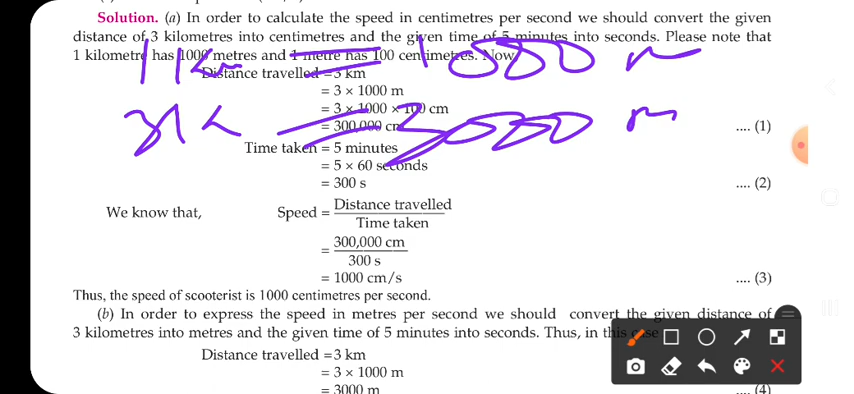 Solution. (a) In order to calculate the speed in centimetres per second we should convert the given
distance of 3 kilometres into centimetres and the given time of 5 minutes into seconds. Please note that
1 kilometre has 1000 metres and 1 metre has 100 centimetres. Now,
1 Km = 1000 m
Distance travelled = 3 km
= 3 × 1000 m
= 3 × 1000 × 100 cm
3 K = 3000 m
= 300,000 cm .... (1)
Time taken = 5 minutes
= 5 × 60 seconds
= 300 s .... (2)
We know that, Speed = Distance travelled
Time taken
= 300,000 cm
300 s
= 1000 cm/s .... (3)
Thus, the speed of scooterist is 1000 centimetres per second.
(b) In order to express the speed in metres per second we should convert the given distance of
3 kilometres into metres and the given time of 5 minutes into seconds. Thus, in this case
Distance travelled = 3 km
= 3 × 1000 m
= 3000 m .... (4)